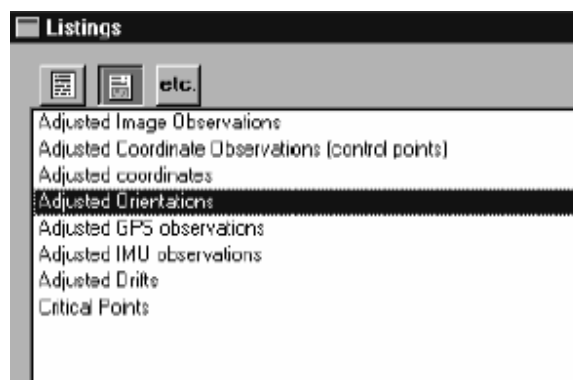 Listings
etc.
Adjusted Image Observations
Adjusted Coordinate Observations (control points)
Adjusted coordinates
Adjusted Orientations
Adjusted GPS observations
Adjusted IMU observations
Adjusted Drifts
Critical Points